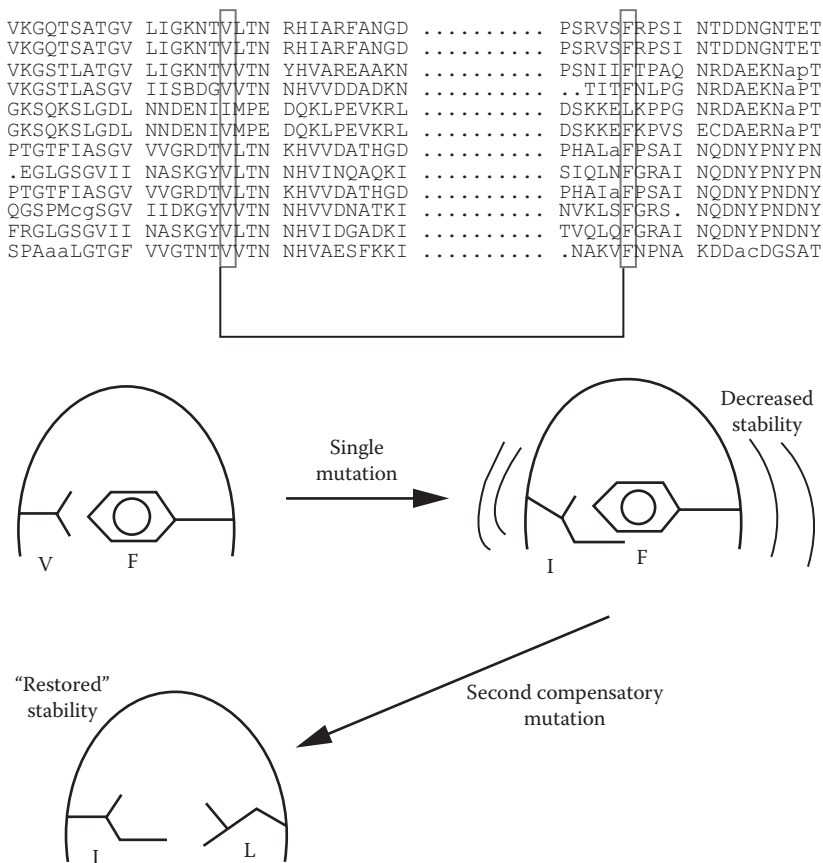 VKGQTSATGV LIGKNTVLTN RHIARFANGD .......... PSRVSFRPSI NTDDNGNTET
VKGQTSATGV LIGKNTVLTN RHIARFANGD .......... PSRVSFRPSI NTDDNGNTET
VKGSTLATGV LIGKNTVVTN YHVAREAAKN .......... PSNIIFTPAQ NRDAEKNapT
VKGSTLASGV IISBDGVVTN NHVVDDADKN .......... ..TITFNLPG NRDAEKNaPT
GKSQKSLGDL NNDENIIMPE DQKLPEVKRL .......... DSKKELKPPG NRDAEKNaPT
GKSQKSLGDL NNDENIVMPE DQKLPEVKRL .......... DSKKEFKPVS ECDAERNaPT
PTGTFIASGV VVGRDTVLTN KHVVDATHGD .......... PHALaFPSAI NQDNYPNYPN
.EGLGSGVII NASKGYVLTN NHVINQAQKI .......... SIQLNFGRAI NQDNYPNDNY
PTGTFIASGV VVGRDTVLTN KHVVDATHGD .......... PHAIaFPSAI NQDNYPNDNY
QGSPMcgSGV IIDKGYVVTN NHVVDNATKI .......... NVKLSFGRS. NQDNYPNDNY
FRGLGSGVII NASKGYVLTN NHVIDGADKI .......... TVQLQFGRAI NQDNYPNDNY
SPAaaLGTGF VVGTNTVVTN NHVAESFKKI .......... .NAKVFNPNA KDDacDGSAT
Decreased
stability
Single
mutation
V
F
I
F
"Restored"
stability
Second compensatory
mutation
I
L